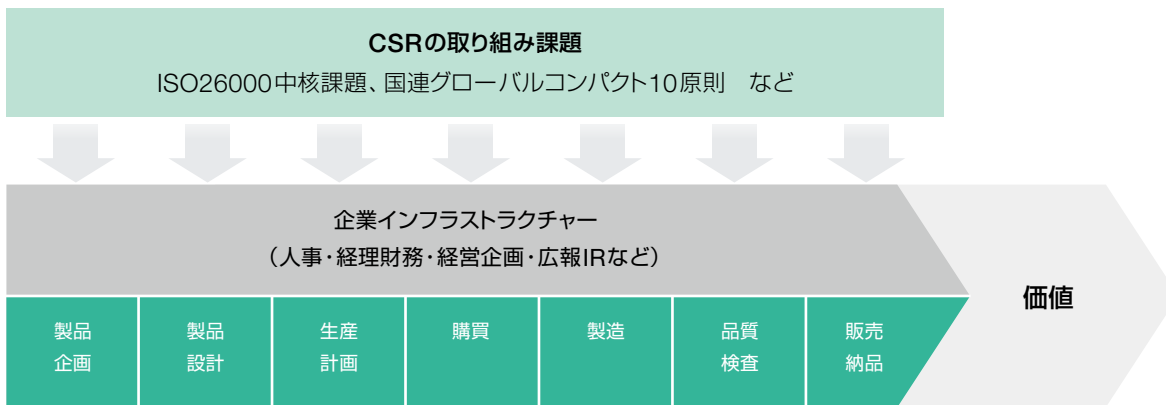 CSRの取り組み課題
ISO26000中核課題、国連グローバルコンパクト10原則　など
企業インフラストラクチャー
（人事・経理財務・経営企画・広報IRなど）
価値
製品
企画
製品
設計
生産
計画
購買
製造
品質
検査
販売
納品